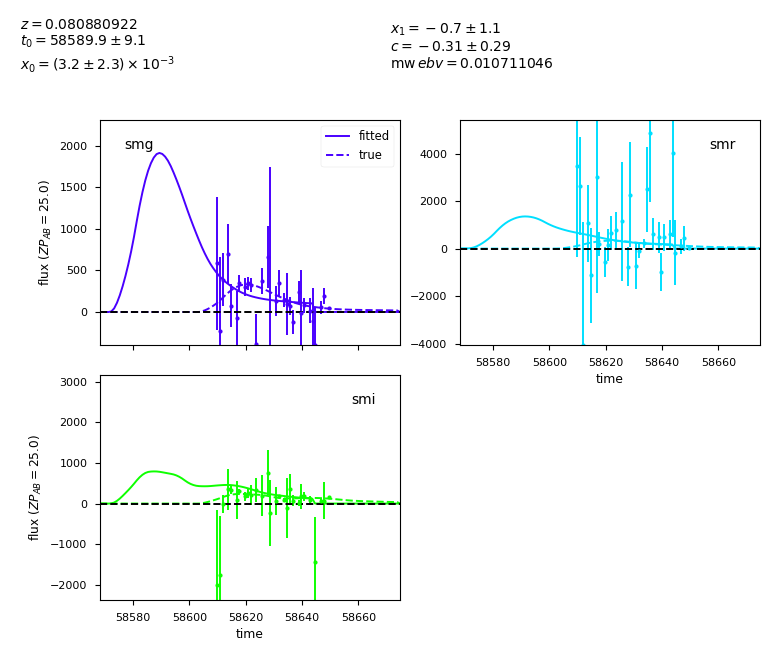 z = 0.080880922
t₀ = 58589.9 ± 9.1
x₀ = (3.2 ± 2.3) × 10⁻³
x₁ = −0.7 ± 1.1
c = −0.31 ± 0.29
mw ebv = 0.010711046
smg
fitted
true
2000
1500
1000
500
0
flux (ZP_AB = 25.0)
smr
4000
2000
0
−2000
−4000
58580 58600 58620 58640 58660
time
smi
3000
2000
1000
0
−1000
−2000
flux (ZP_AB = 25.0)
58580 58600 58620 58640 58660
time